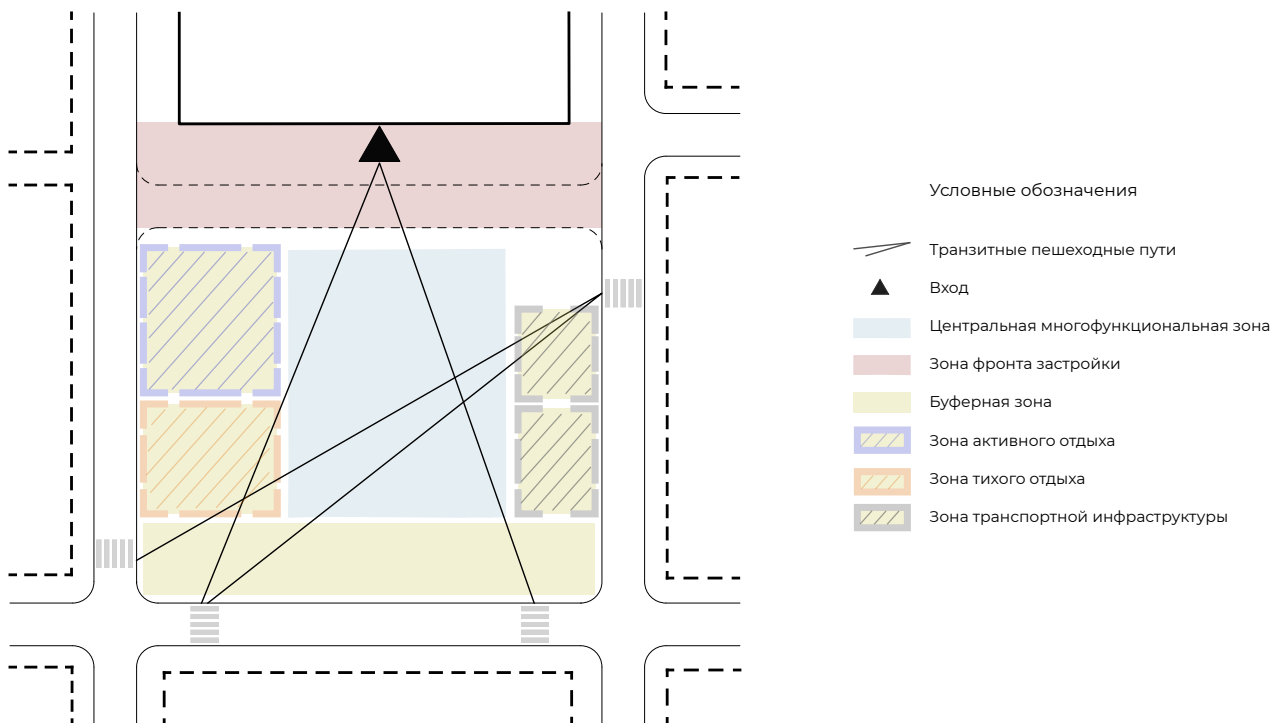 Условные обозначения
Транзитные пешеходные пути
Вход
Центральная многофункциональная зона
Зона фронта застройки
Буферная зона
Зона активного отдыха
Зона тихого отдыха
Зона транспортной инфраструктуры